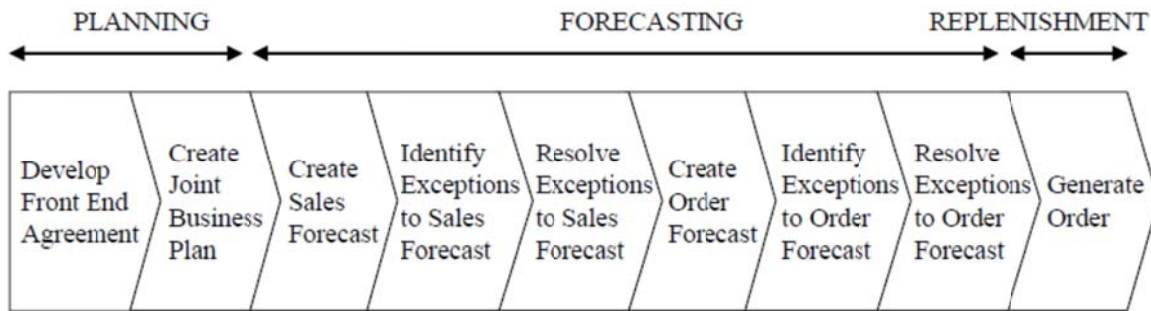 PLANNING
FORECASTING
REPLENISHMENT
Develop
Front End
Agreement
Create
Joint
Business
Plan
Create
Sales
Forecast
Identify
Exceptions
to Sales
Forecast
Resolve
Exceptions
to Sales
Forecast
Create
Order
Forecast
Identify
Exceptions
to Order
Forecast
Resolve
Exceptions
to Order
Forecast
Generate
Order